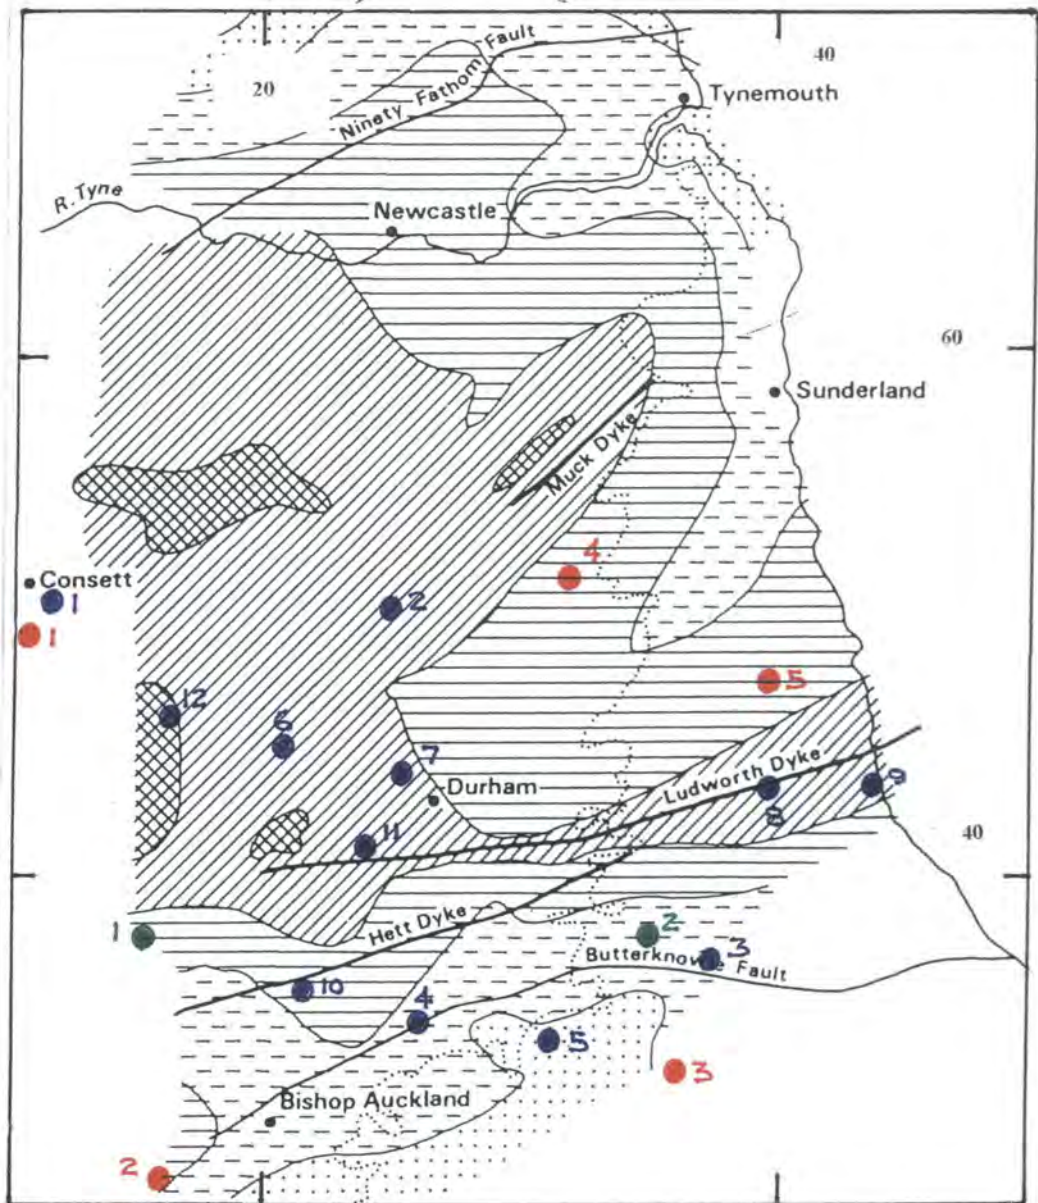 40
20
Ninety Fathom Fault
Tynemouth
R. Tyne
Newcastle
60
Sunderland
Muck Dyke
4
Consett
1
2
1
5
12
6
7
Durham
Ludworth Dyke
9
8
11
40
Hett Dyke
1
2
3
Butterknowle Fault
10
4
5
3
Bishop Auckland
2